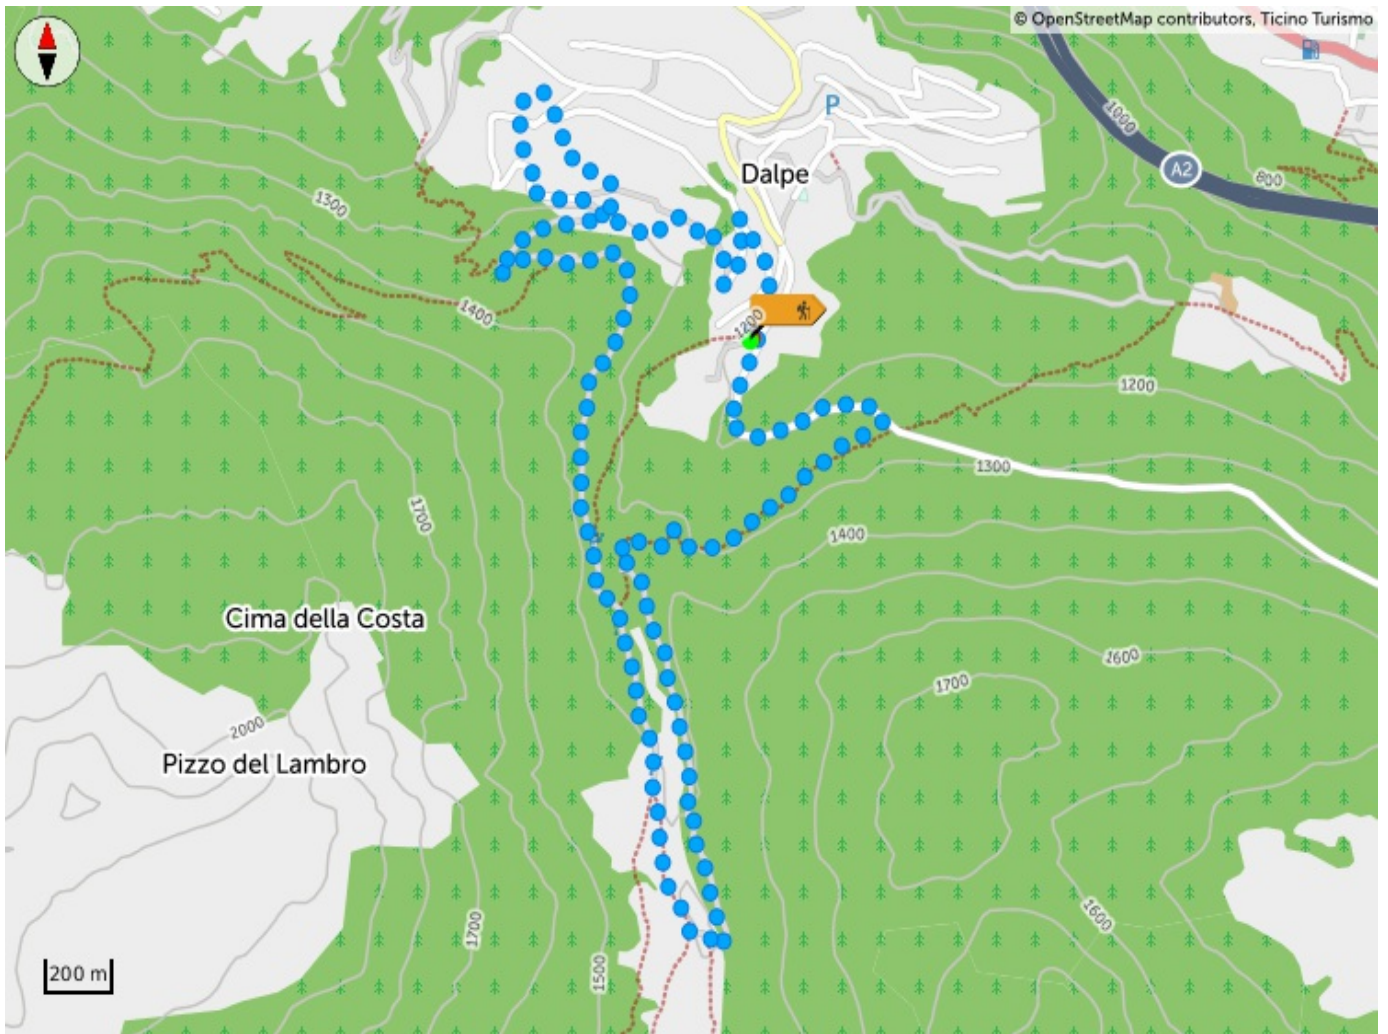 © OpenStreetMap contributors, Ticino Turismo
P
1000
A2
800
Dalpe
1300
1400
1200
1200
1300
1700
1400
Cima della Costa
1600
1700
2000
Pizzo del Lambro
1600
1700
1500
200 m